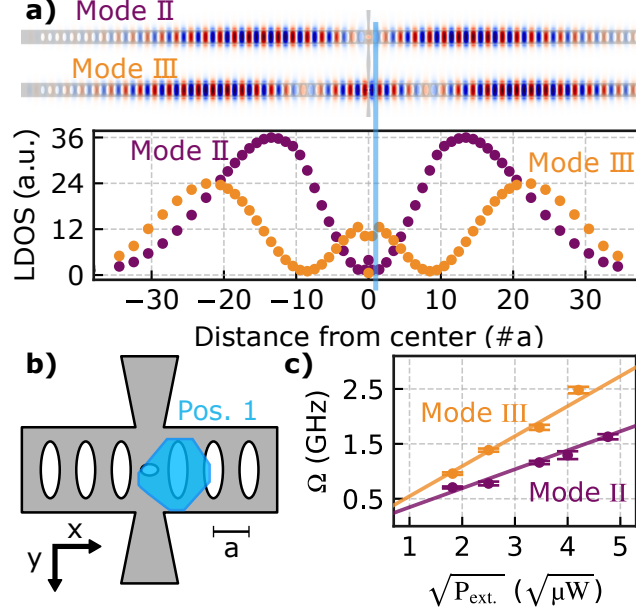 a)
Mode II
Mode III
LDOS (a.u.)
36
24
12
0
Mode II
Mode III
−30 −20 −10 0 10 20 30
Distance from center (#a)
b)
Pos. 1
x
y
a
c)
Ω (GHz)
2.5
1.5
0.5
Mode III
Mode II
1 2 3 4 5
√P_ext. (√μW)